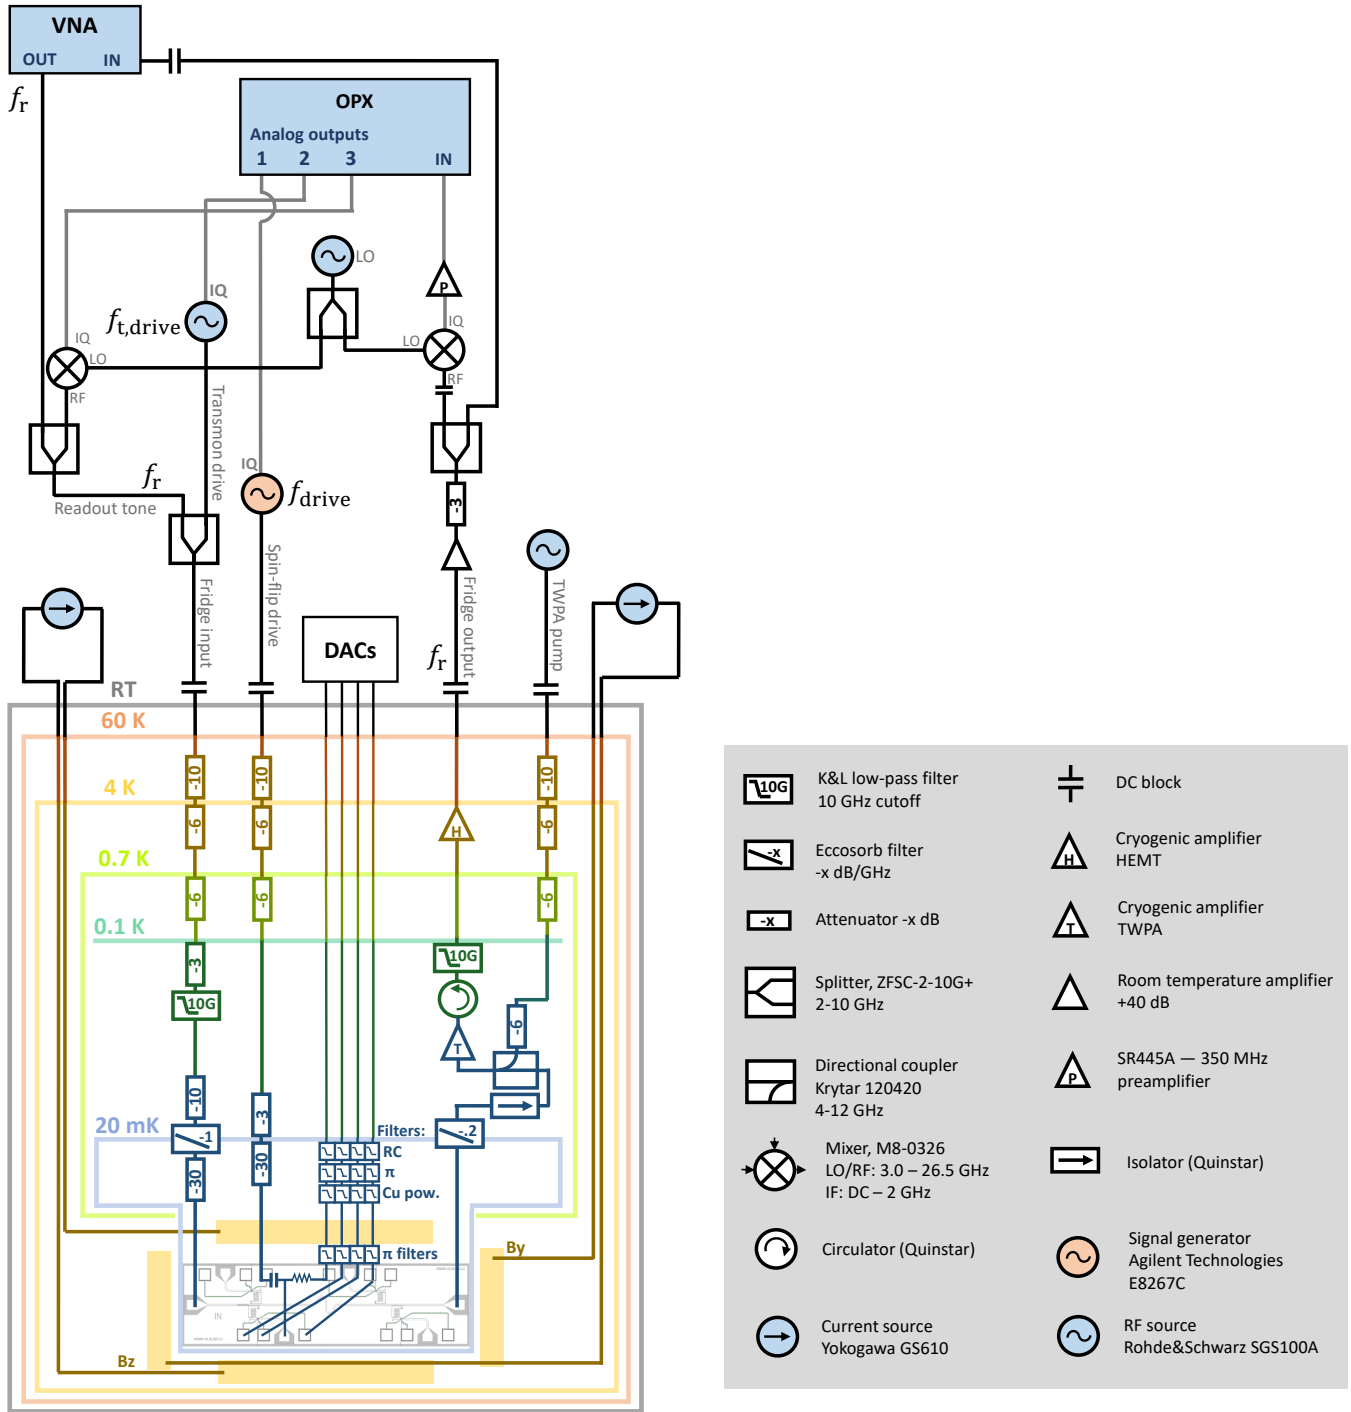 VNA
OUT IN
fr
OPX
Analog outputs
1 2 3 IN
LO
IQ
P
ft,drive
IQ
LO
IQ
LO
RF
RF
Transmon drive
fr
Readout tone
IQ
fdrive
-3
Fridge input
Spin-flip drive
Fridge output
TWPA pump
DACs
fr
RT
60 K
-10
-10
-10
4 K
-6
-6
H
-6
0.7 K
-6
-6
-6
0.1 K
-3
10G
10G
-6
T
-10
-3
20 mK
-1
Filters:
-.2
RC
-30
-30
π
Cu pow.
π filters
By
IN
Bz
10G
K&L low-pass filter
10 GHz cutoff
-x
Eccosorb filter
-x dB/GHz
-x
Attenuator -x dB
Splitter, ZFSC-2-10G+
2-10 GHz
Directional coupler
Krytar 120420
4-12 GHz
Mixer, M8-0326
LO/RF: 3.0 – 26.5 GHz
IF: DC – 2 GHz
Circulator (Quinstar)
Current source
Yokogawa GS610
DC block
H
Cryogenic amplifier
HEMT
T
Cryogenic amplifier
TWPA
Room temperature amplifier
+40 dB
P
SR445A — 350 MHz
preamplifier
Isolator (Quinstar)
Signal generator
Agilent Technologies
E8267C
RF source
Rohde&Schwarz SGS100A